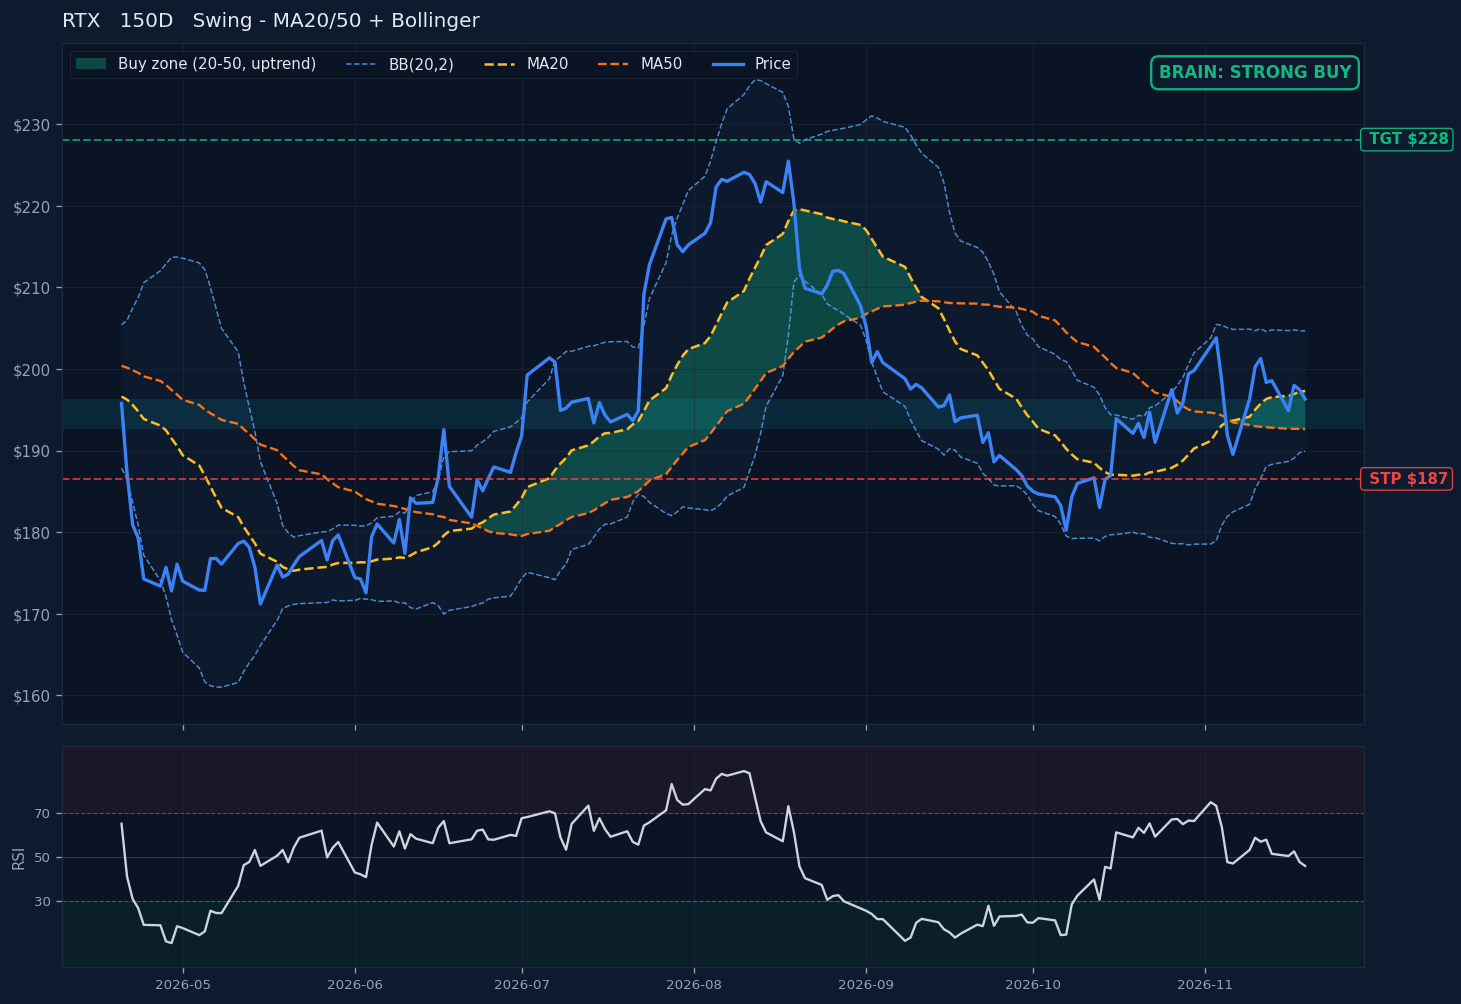 RTX 150D Swing - MA20/50 + Bollinger
Buy zone (20-50, uptrend) BB(20,2) MA20 MA50 Price
BRAIN: STRONG BUY
$230
TGT $228
$220
$210
$200
$190
STP $187
$180
$170
$160
70
50
30
RSI
2026-05 2026-06 2026-07 2026-08 2026-09 2026-10 2026-11